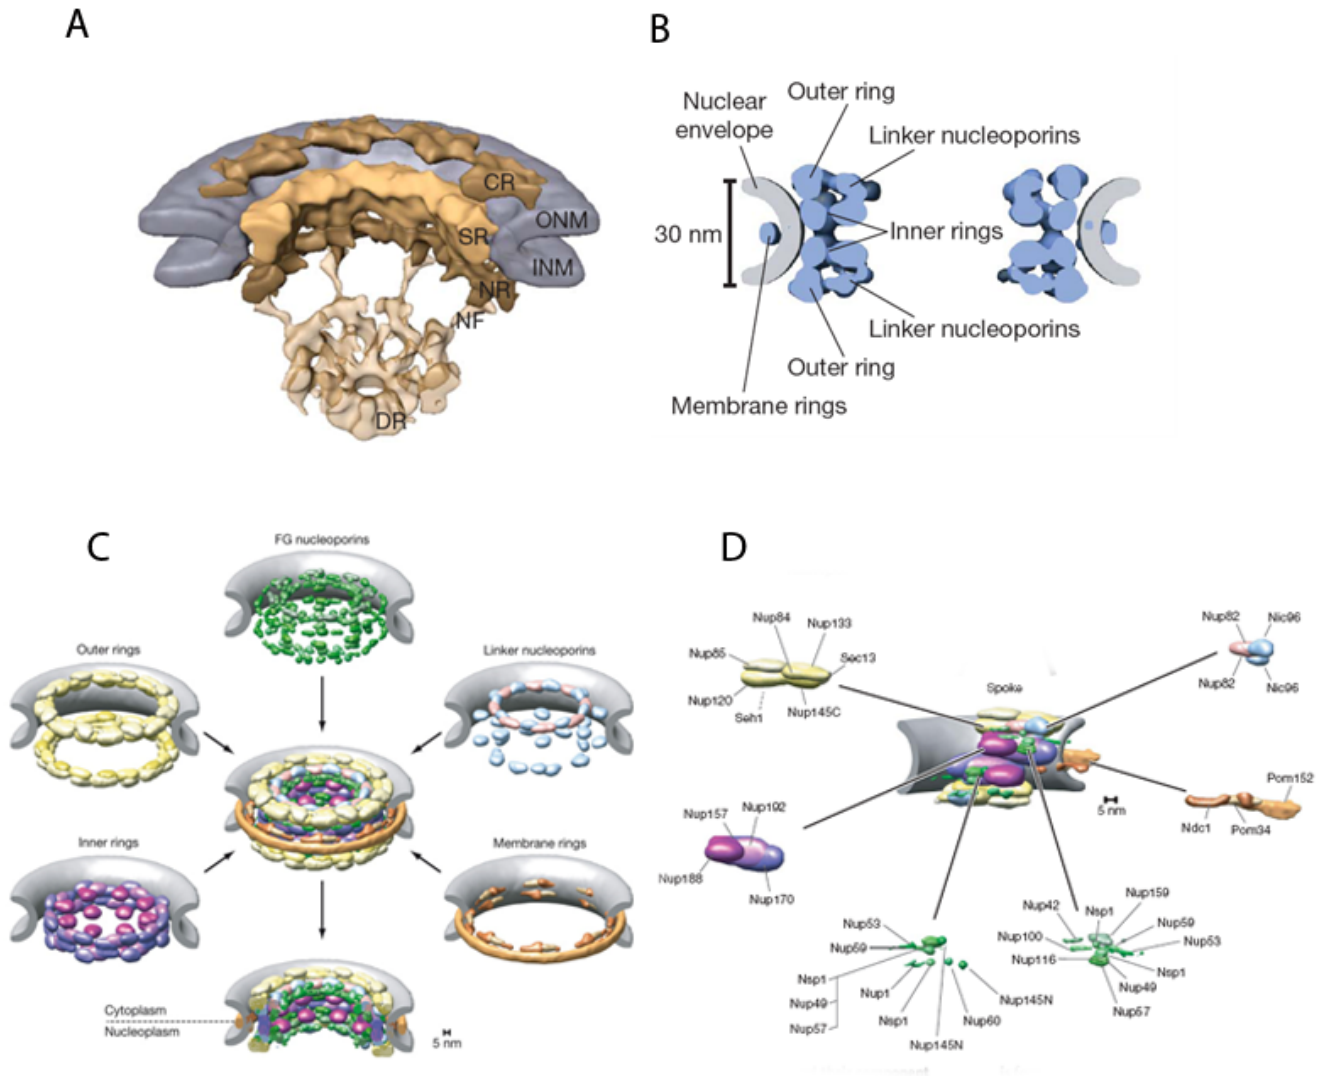 A
CR
ONM
SR
INM
NR
NF
DR
B
Outer ring
Nuclear
envelope
Linker nucleoporins
30 nm
Inner rings
Linker nucleoporins
Outer ring
Membrane rings
C
FG nucleoporins
Outer rings
Linker nucleoporins
Inner rings
Membrane rings
Cytoplasm
Nucleoplasm
5 nm
D
Nup84
Nup133
Nup85
Sec13
Nup120
Seh1
Nup145C
Spoke
Nup82
Nic96
Nup82
Nic96
5 nm
Pom152
Ndc1
Pom34
Nup157
Nup192
Nup188
Nup170
Nup53
Nup59
Nsp1
Nup49
Nup57
Nup1
Nsp1
Nup145N
Nup60
Nup145N
Nup42
Nsp1
Nup159
Nup100
Nup59
Nup53
Nup116
Nsp1
Nup49
Nup57